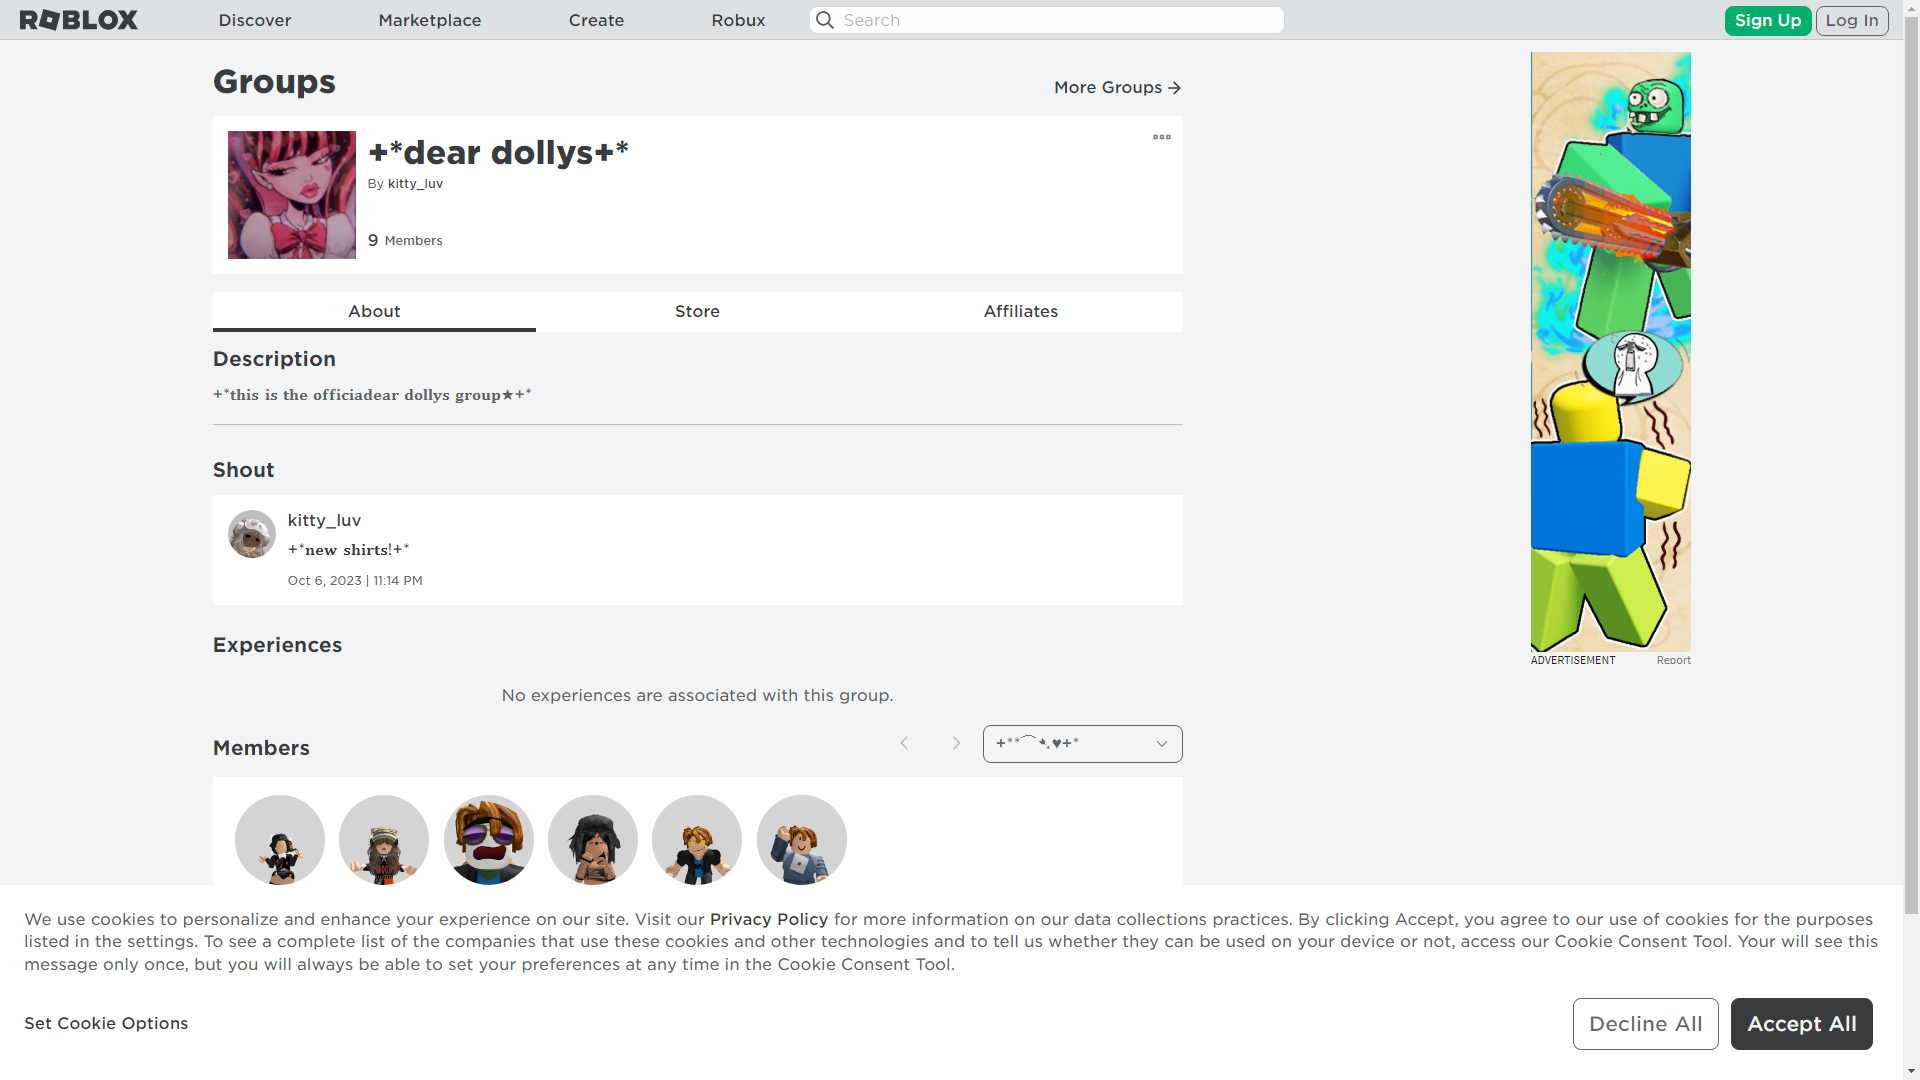 ROBLOX
Discover
Marketplace
Create
Robux
Search
Sign Up
Log In
Groups
More Groups
+*dear dollys+*
By kitty_luv
9 Members
About
Store
Affiliates
Description
+*𝐭𝐡𝐢𝐬 𝐢𝐬 𝐭𝐡𝐞 𝐨𝐟𝐟𝐢𝐜𝐢𝐚𝐝𝐞𝐚𝐫 𝐝𝐨𝐥𝐥𝐲𝐬 𝐠𝐫𝐨𝐮𝐩★+*
Shout
kitty_luv
+*𝐧𝐞𝐰 𝐬𝐡𝐢𝐫𝐭𝐬!+*
Oct 6, 2023 | 11:14 PM
Experiences
No experiences are associated with this group.
Members
+**⌒➷♥+*
ADVERTISEMENT
Report
We use cookies to personalize and enhance your experience on our site. Visit our Privacy Policy for more information on our data collections practices. By clicking Accept, you agree to our use of cookies for the purposes
listed in the settings. To see a complete list of the companies that use these cookies and other technologies and to tell us whether they can be used on your device or not, access our Cookie Consent Tool. Your will see this
message only once, but you will always be able to set your preferences at any time in the Cookie Consent Tool.
Set Cookie Options
Decline All
Accept All